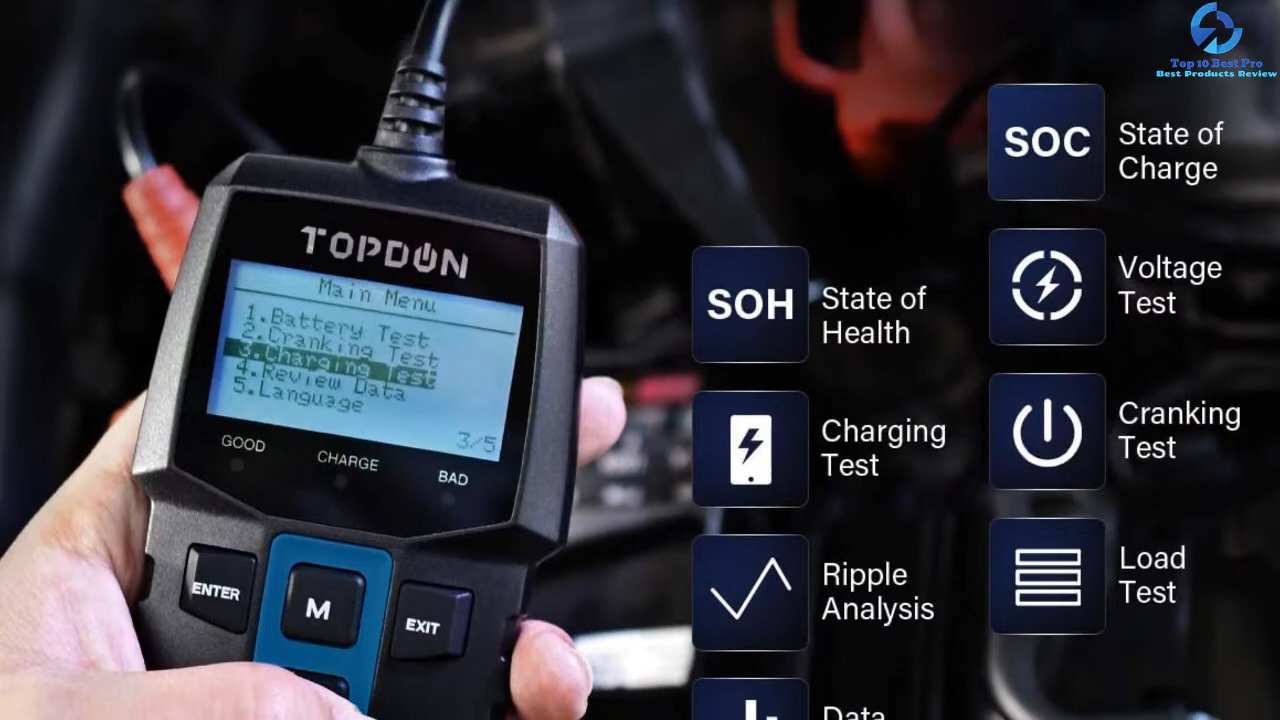 Top 10 Best Pro
Best Products Review
TOPDON
Main Menu
1.Battery Test
2.Cranking Test
3.Charging Test
4.Review Data
5.Language
3/5
GOOD
CHARGE
BAD
ENTER
M
EXIT
SOH
State of
Health
Charging
Test
Ripple
Analysis
Data
SOC
State of
Charge
Voltage
Test
Cranking
Test
Load
Test